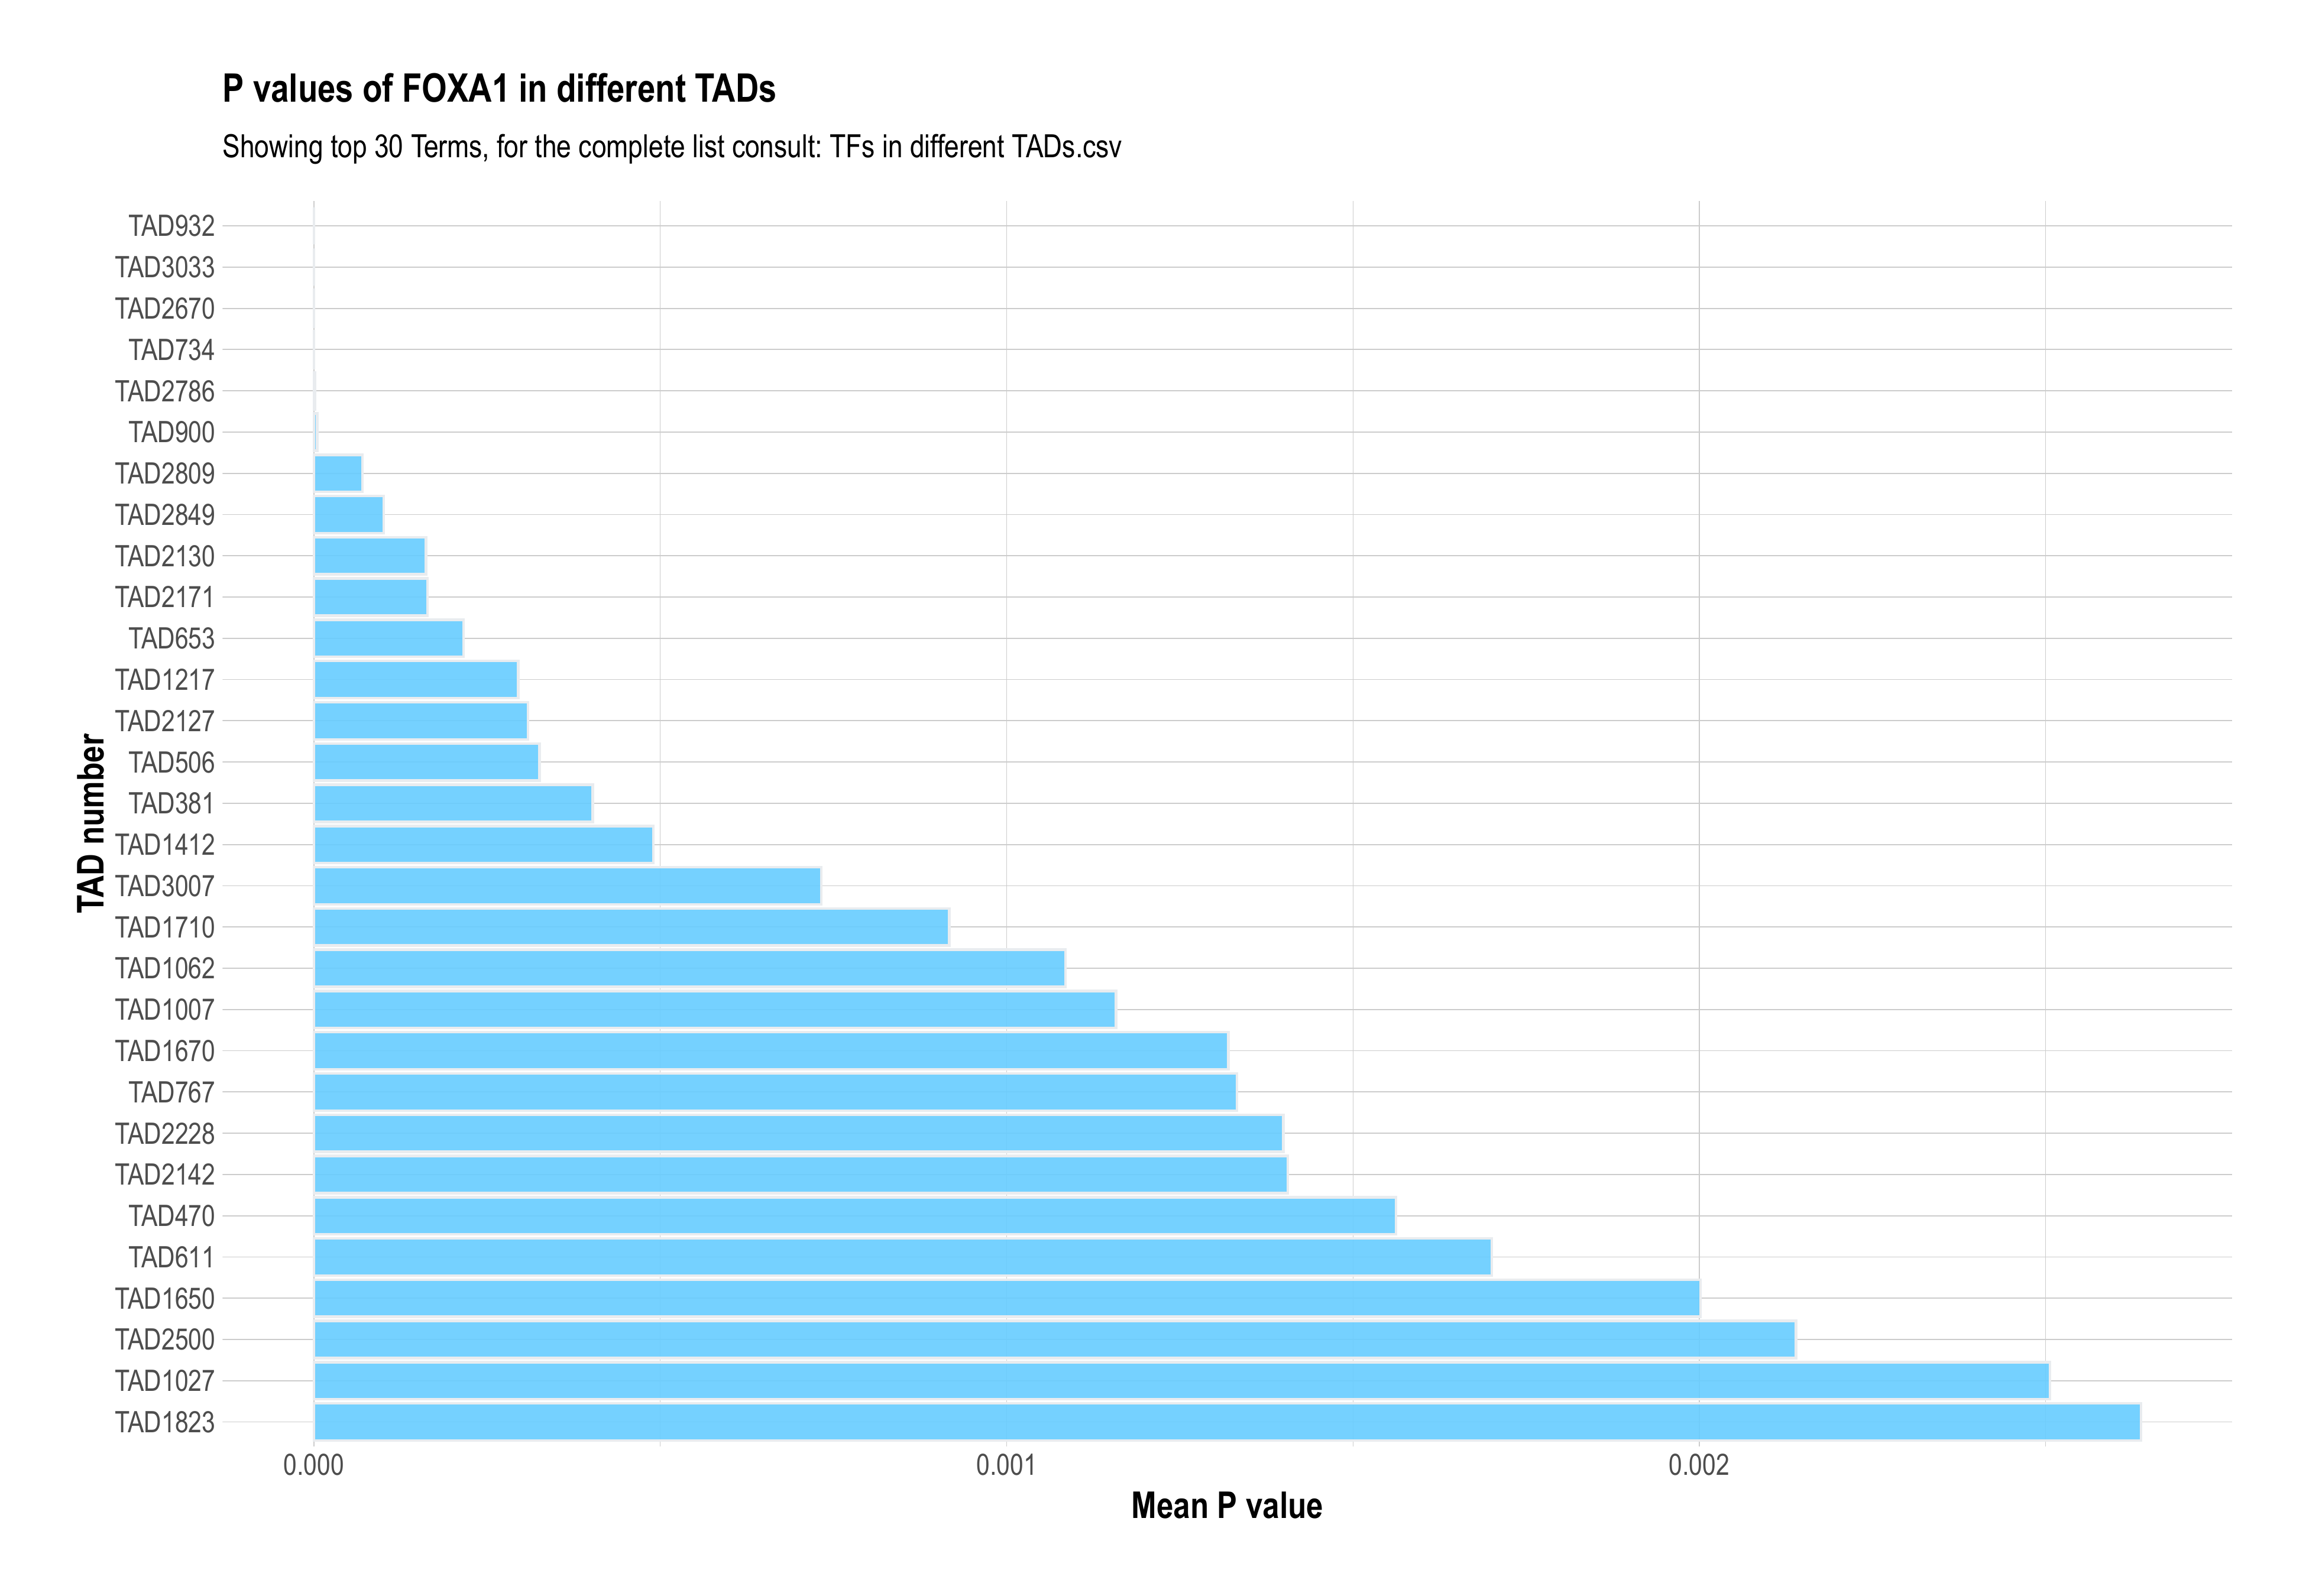 P values of FOXA1 in different TADs
Showing top 30 Terms, for the complete list consult: TFs in different TADs.csv
TAD932
TAD3033
TAD2670
TAD734
TAD2786
TAD900
TAD2809
TAD2849
TAD2130
TAD2171
TAD653
TAD1217
TAD2127
TAD506
TAD381
TAD1412
TAD3007
TAD1710
TAD1062
TAD1007
TAD1670
TAD767
TAD2228
TAD2142
TAD470
TAD611
TAD1650
TAD2500
TAD1027
TAD1823
TAD number
0.000 0.001 0.002
Mean P value